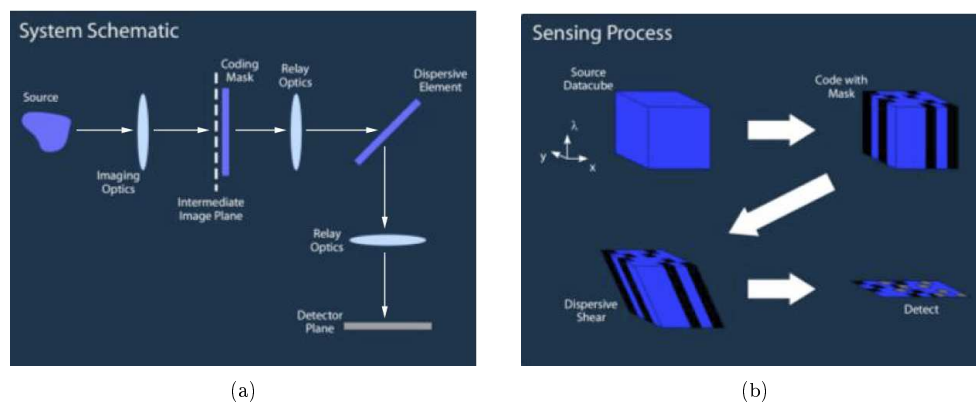 System Schematic
Source
Imaging
Optics
Coding
Mask
Intermediate
Image Plane
Relay
Optics
Dispersive
Element
Relay
Optics
Detector
Plane
(a)
Sensing Process
Source
Datacube
λ
y
x
Code with
Mask
Dispersive
Shear
Detect
(b)